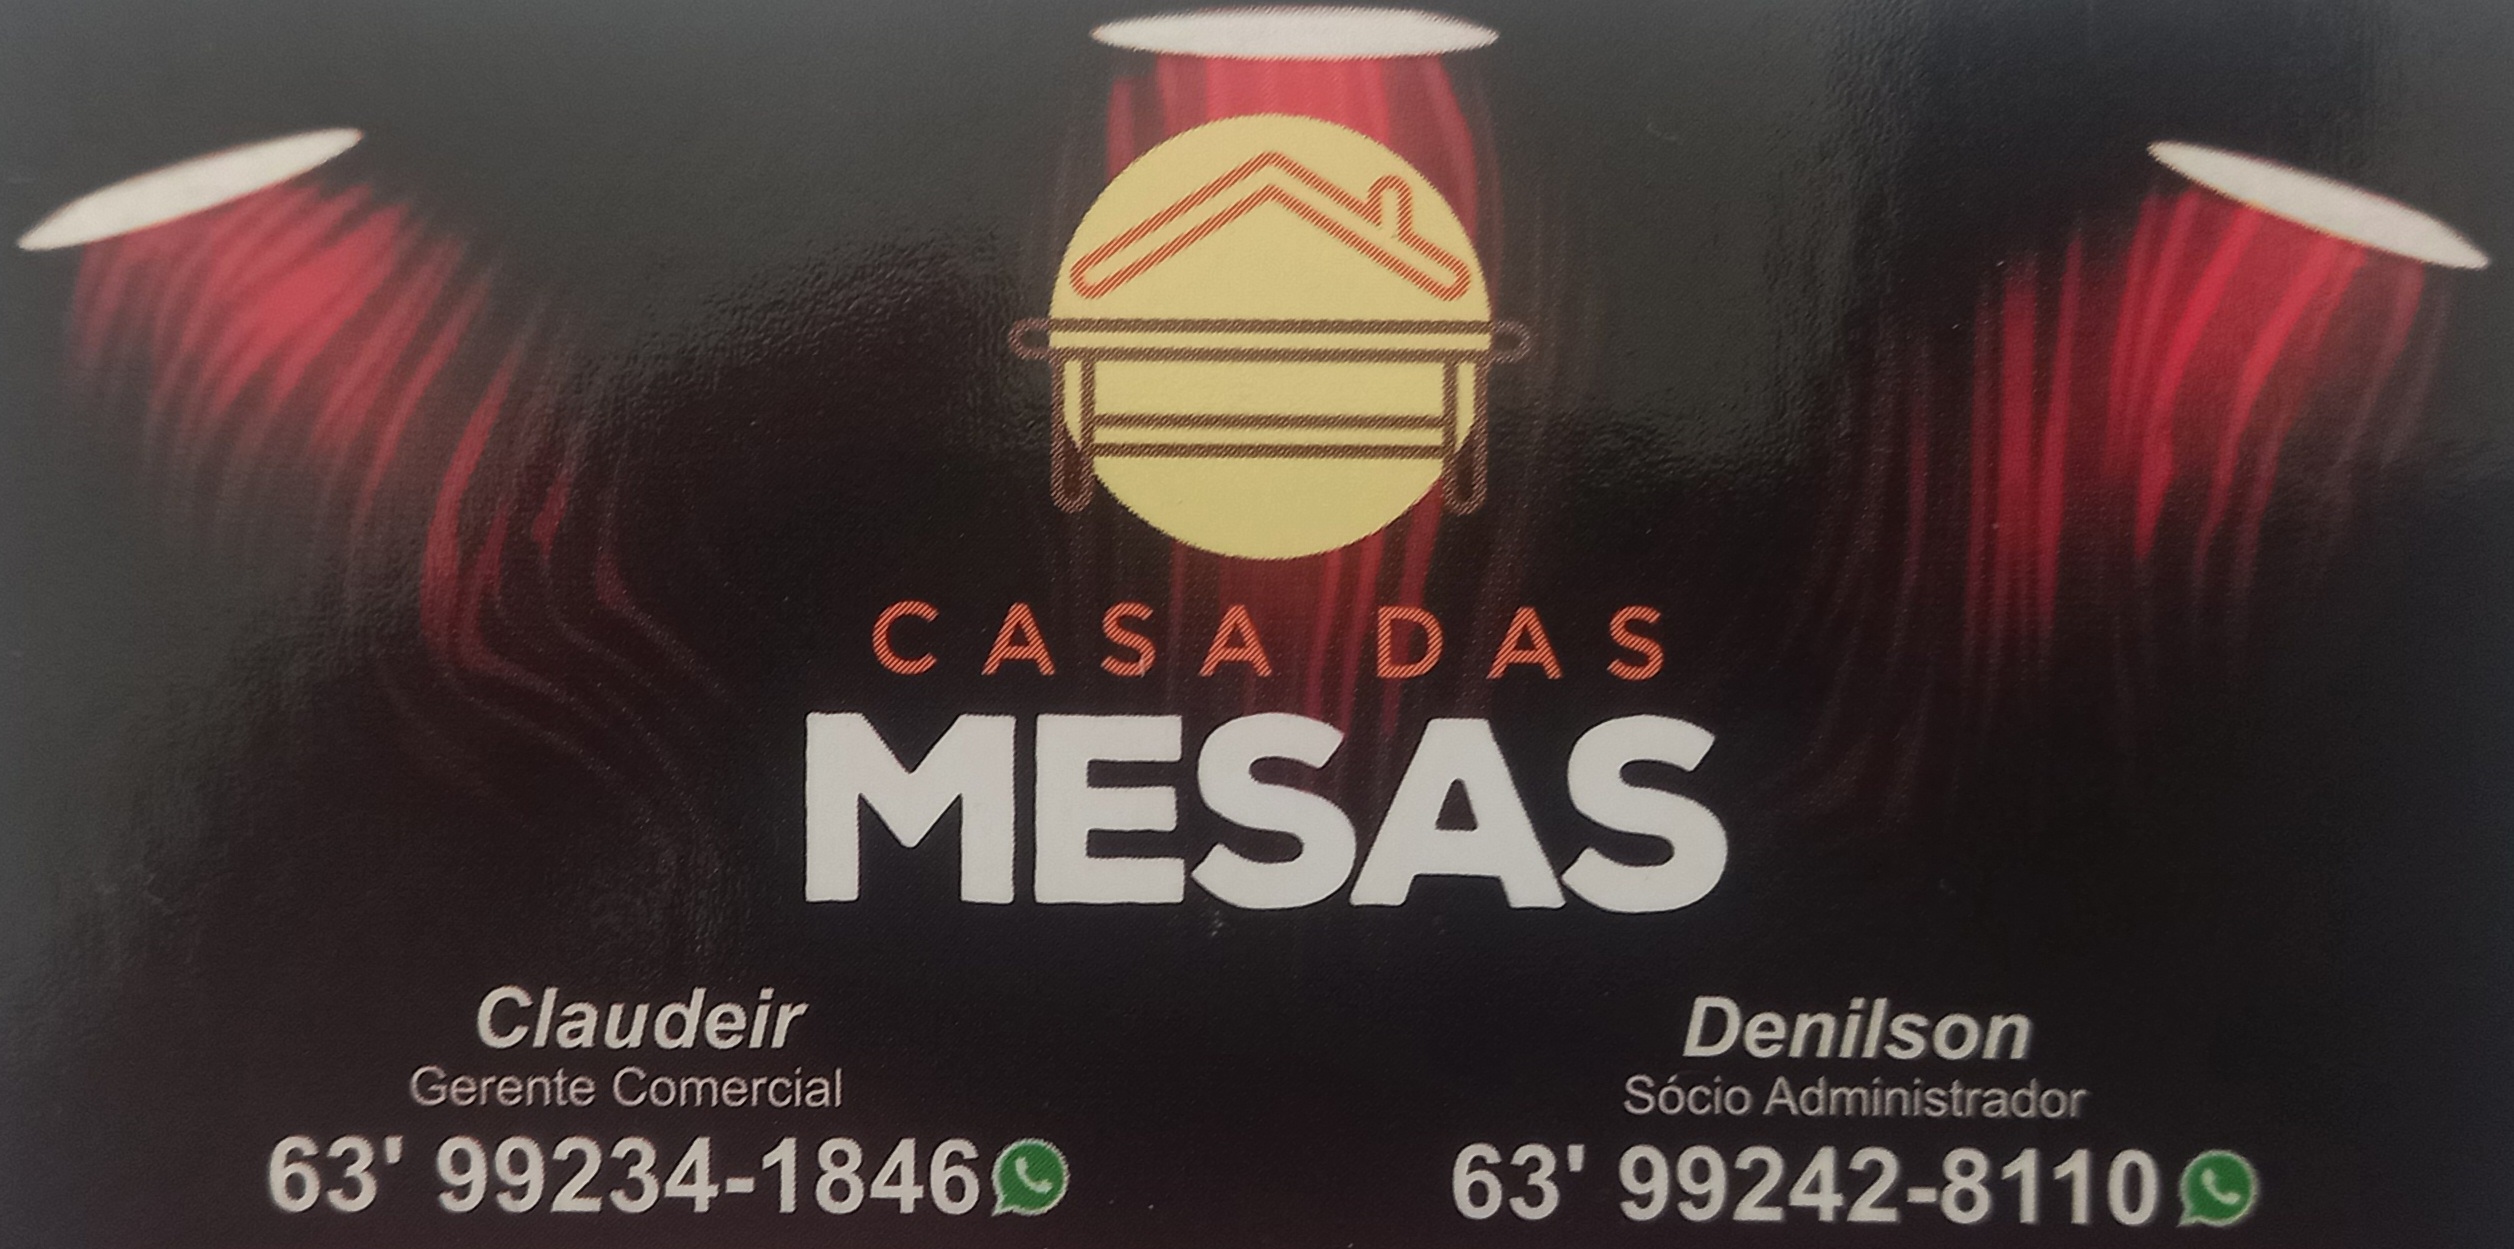 CASA DAS
MESAS
Claudeir
Gerente Comercial
63' 99234-1846
Denilson
Sócio Administrador
63' 99242-8110